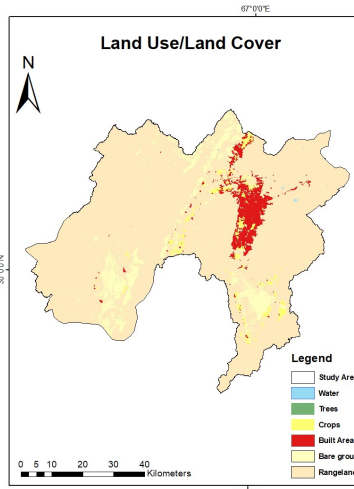 67°0'0"E
Land Use/Land Cover
N
Legend
Study Are
Water
Trees
Crops
Built Area
Bare grou
Rangeland
0 5 10 20 30 40
Kilometers